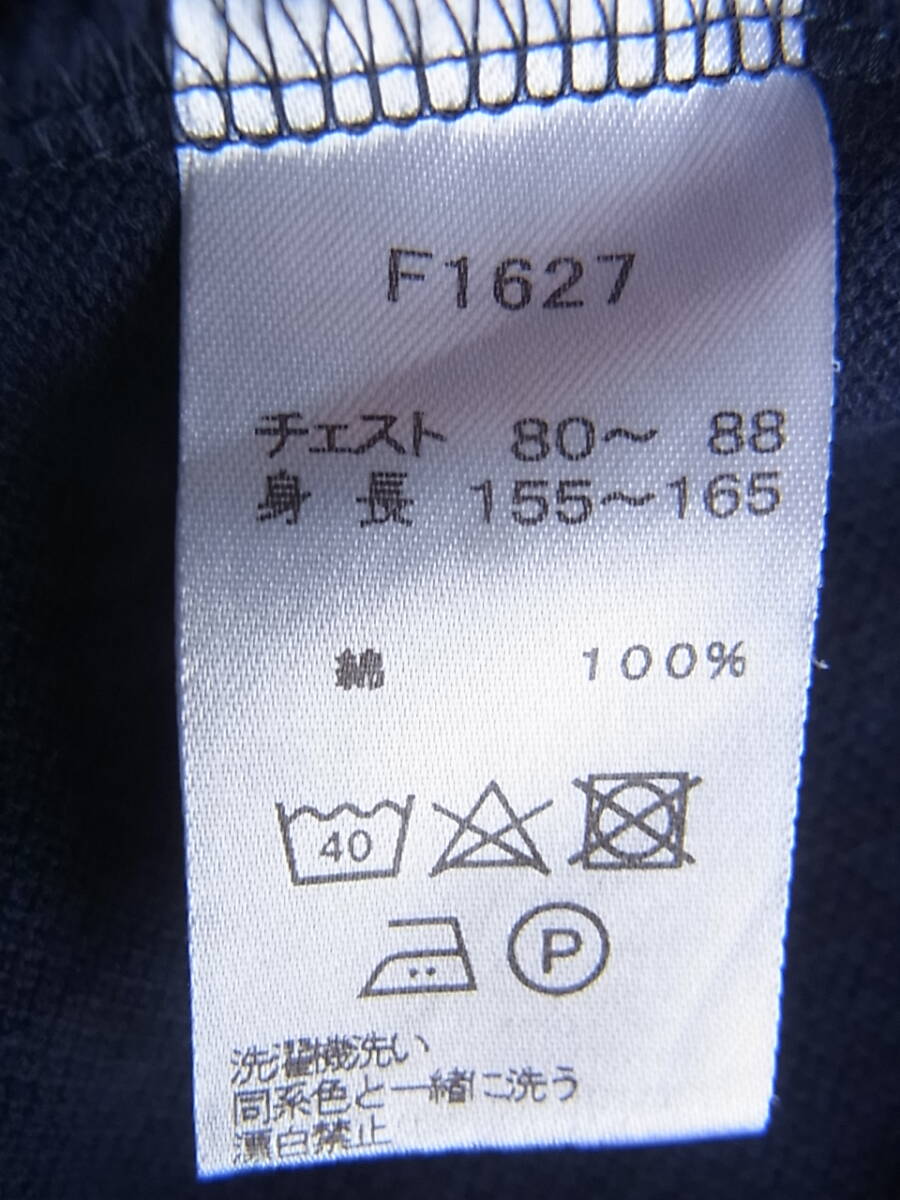 F1627
チェスト 80～ 88
身 長 155～165
綿 100%
40
P
洗濯機洗い
同系色と一緒に洗う
漂白禁止